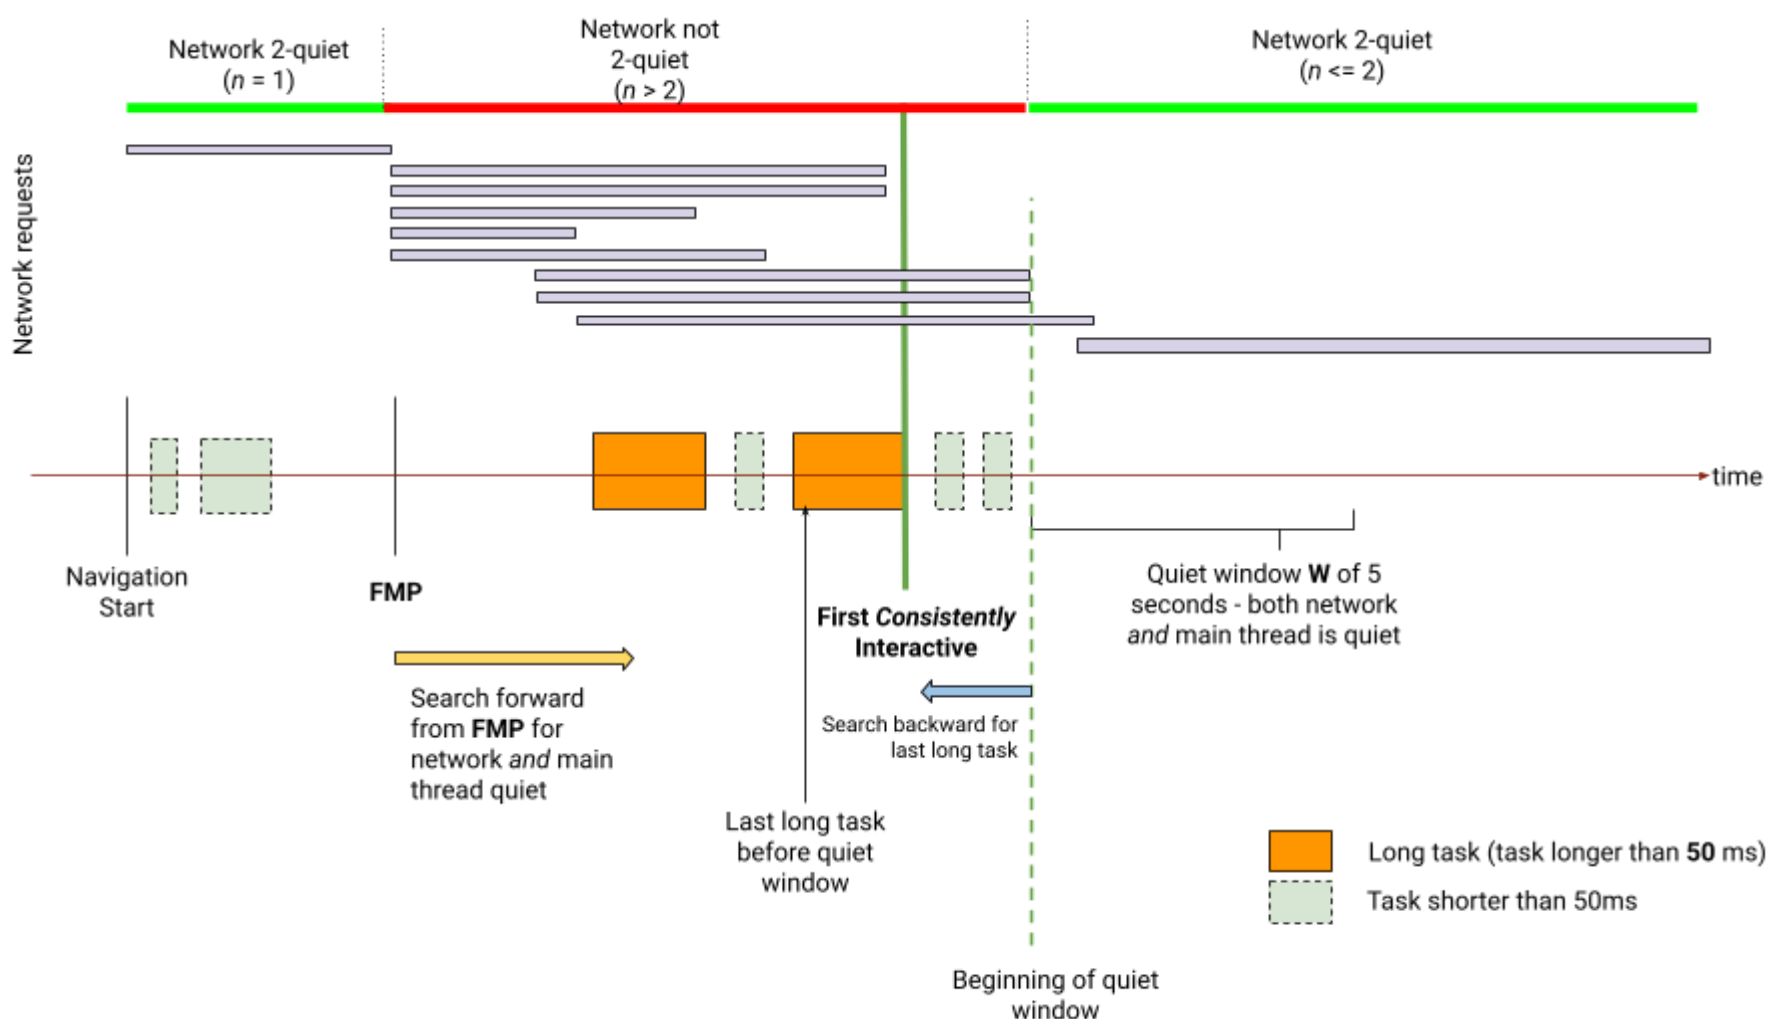 Network 2-quiet
(n = 1)
Network not
2-quiet
(n > 2)
Network 2-quiet
(n <= 2)
Network requests
time
Navigation
Start
FMP
First Consistently
Interactive
Quiet window W of 5
seconds - both network
and main thread is quiet
Search forward
from FMP for
network and main
thread quiet
Search backward for
last long task
Last long task
before quiet
window
Long task (task longer than 50 ms)
Task shorter than 50ms
Beginning of quiet
window